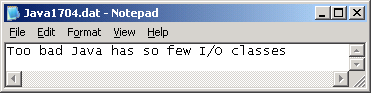 Java1704.dat - Notepad
File Edit Format View Help
Too bad Java has so few I/O classes